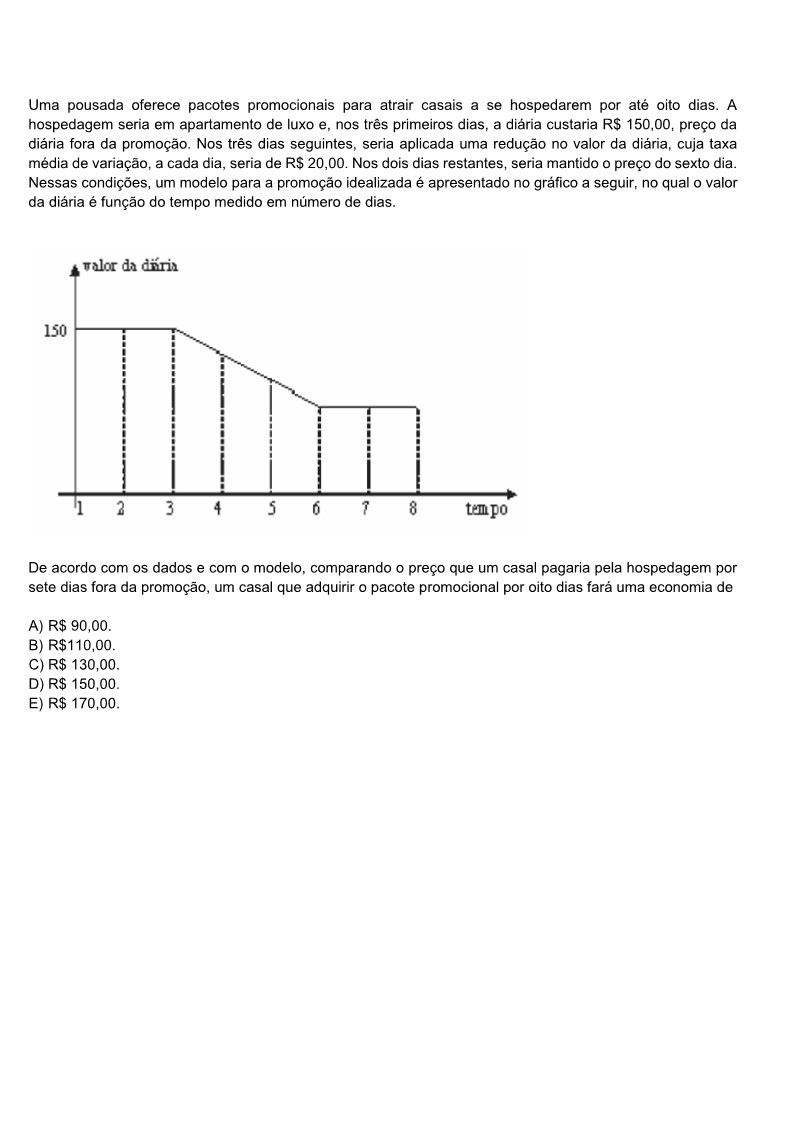 Uma pousada oferece pacotes promocionais para atrair casais a se hospedarem por até oito dias. A
hospedagem seria em apartamento de luxo e, nos três primeiros dias, a diária custaria R$ 150,00, preço da
diária fora da promoção. Nos três dias seguintes, seria aplicada uma redução no valor da diária, cuja taxa
média de variação, a cada dia, seria de R$ 20,00. Nos dois dias restantes, seria mantido o preço do sexto dia.
Nessas condições, um modelo para a promoção idealizada é apresentado no gráfico a seguir, no qual o valor
da diária é função do tempo medido em número de dias.
valor da diária
150
1 2 3 4 5 6 7 8 tempo
De acordo com os dados e com o modelo, comparando o preço que um casal pagaria pela hospedagem por
sete dias fora da promoção, um casal que adquirir o pacote promocional por oito dias fará uma economia de
A) R$ 90,00.
B) R$110,00.
C) R$ 130,00.
D) R$ 150,00.
E) R$ 170,00.